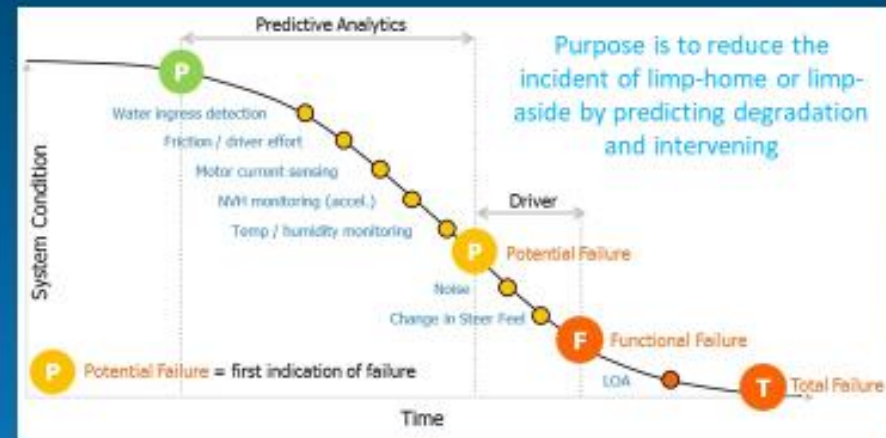 Predictive Analytics
Purpose is to reduce the
incident of limp-home or limp-
aside by predicting degradation
and intervening
P
Water ingress detection
Friction / driver effort
Motor current sensing
NVH monitoring (accel.)
Temp / humidity monitoring
Driver
P
Potential Failure
Noise
Change in Steer Feel
F
Functional Failure
LOA
T
Total Failure
P
Potential Failure = first indication of failure
System Condition
Time